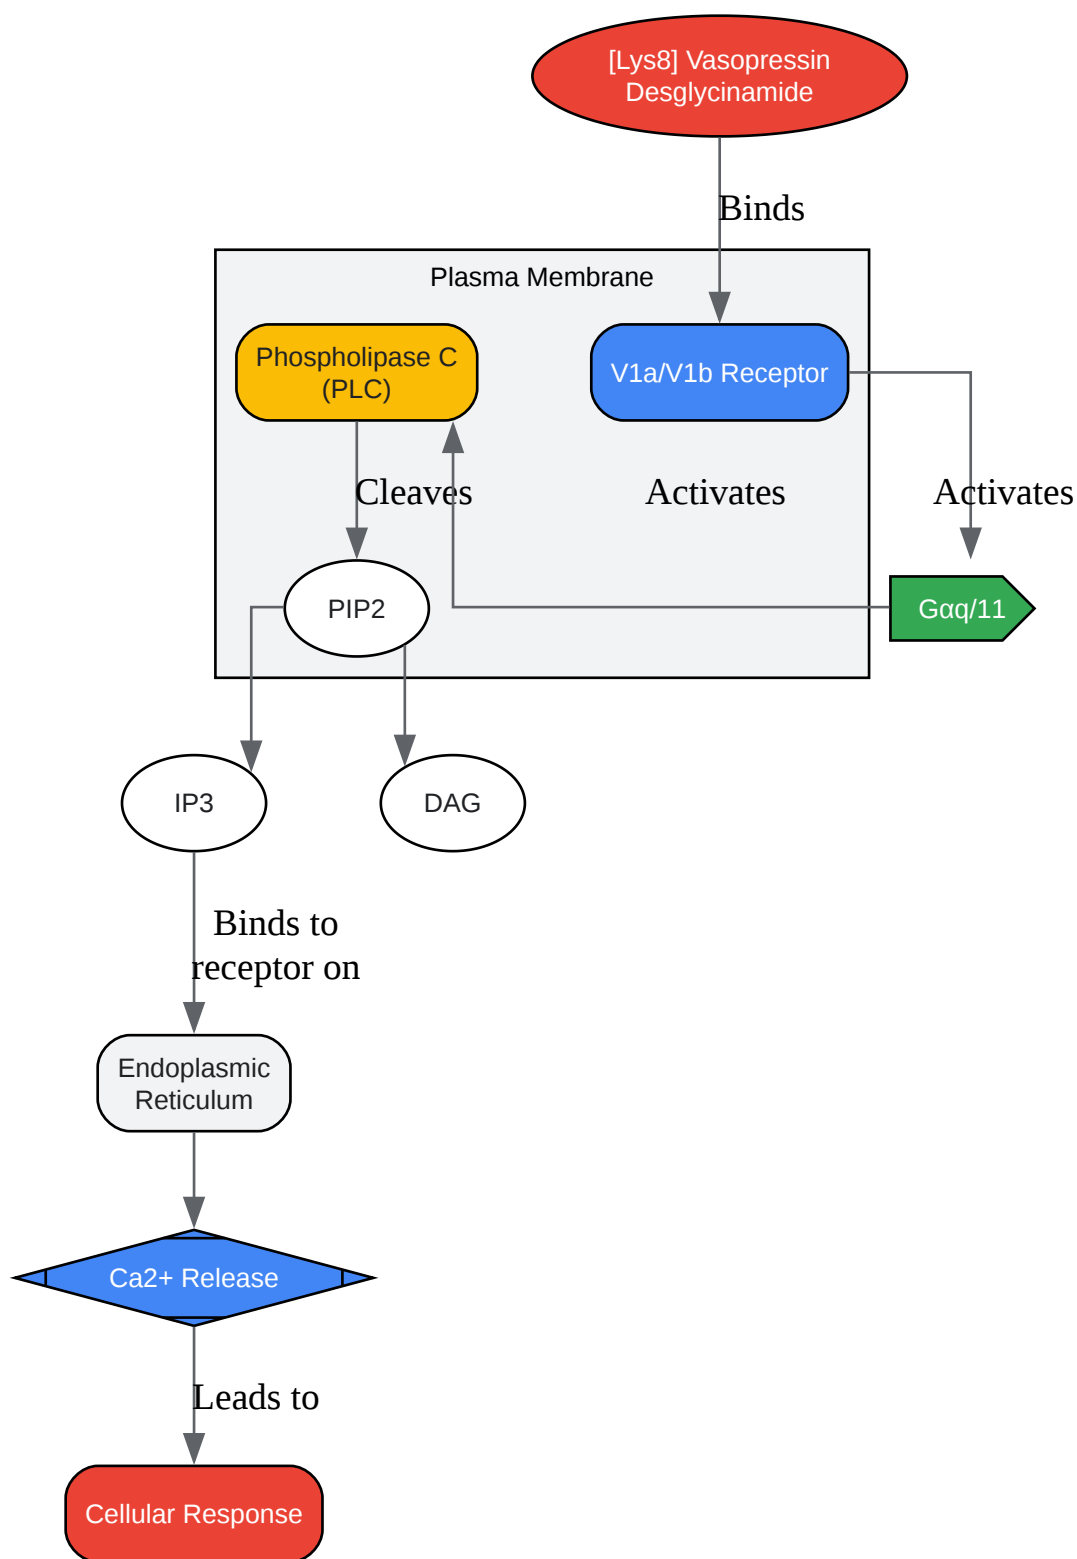 [Lys8] Vasopressin
Desglycinamide
Binds
Plasma Membrane
Phospholipase C
(PLC)
V1a/V1b Receptor
Cleaves
Activates
Activates
PIP2
Gαq/11
IP3
DAG
Binds to
receptor on
Endoplasmic
Reticulum
Ca2+ Release
Leads to
Cellular Response